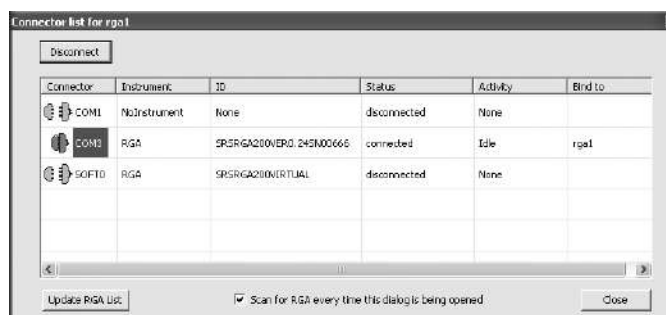 Connector list for rga1
Disconnect
Connector Instrument ID Status Activity Bind to
COM1 NoInstrument None disconnected None
COM3 RGA SRSRGA200VER0.24SN00666 connected Idle rga1
SOFT0 RGA SRSRGA200VIRTUAL disconnected None
Update RGA List Scan for RGA every time this dialog is being opened Close